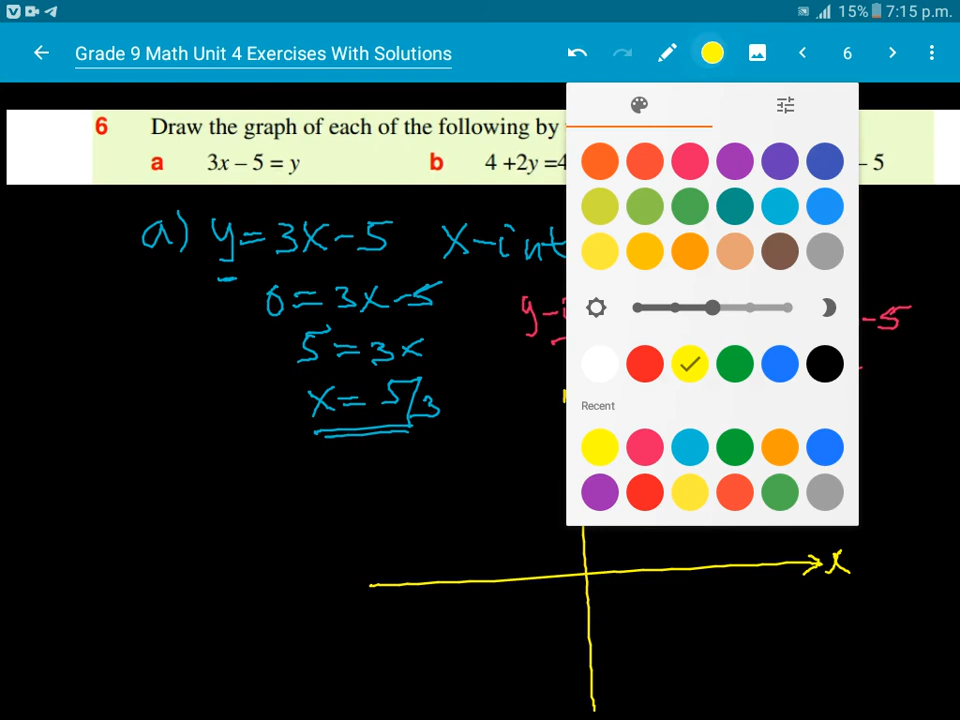 15% 7:15 p.m.
Grade 9 Math Unit 4 Exercises With Solutions 6
6 Draw the graph of each of the following by
a 3x – 5 = y b 4 +2y =4 – 5
a) y = 3x - 5 x-int
0 = 3x - 5 y-i - 5
5 = 3x
x = 5/3
Recent
x